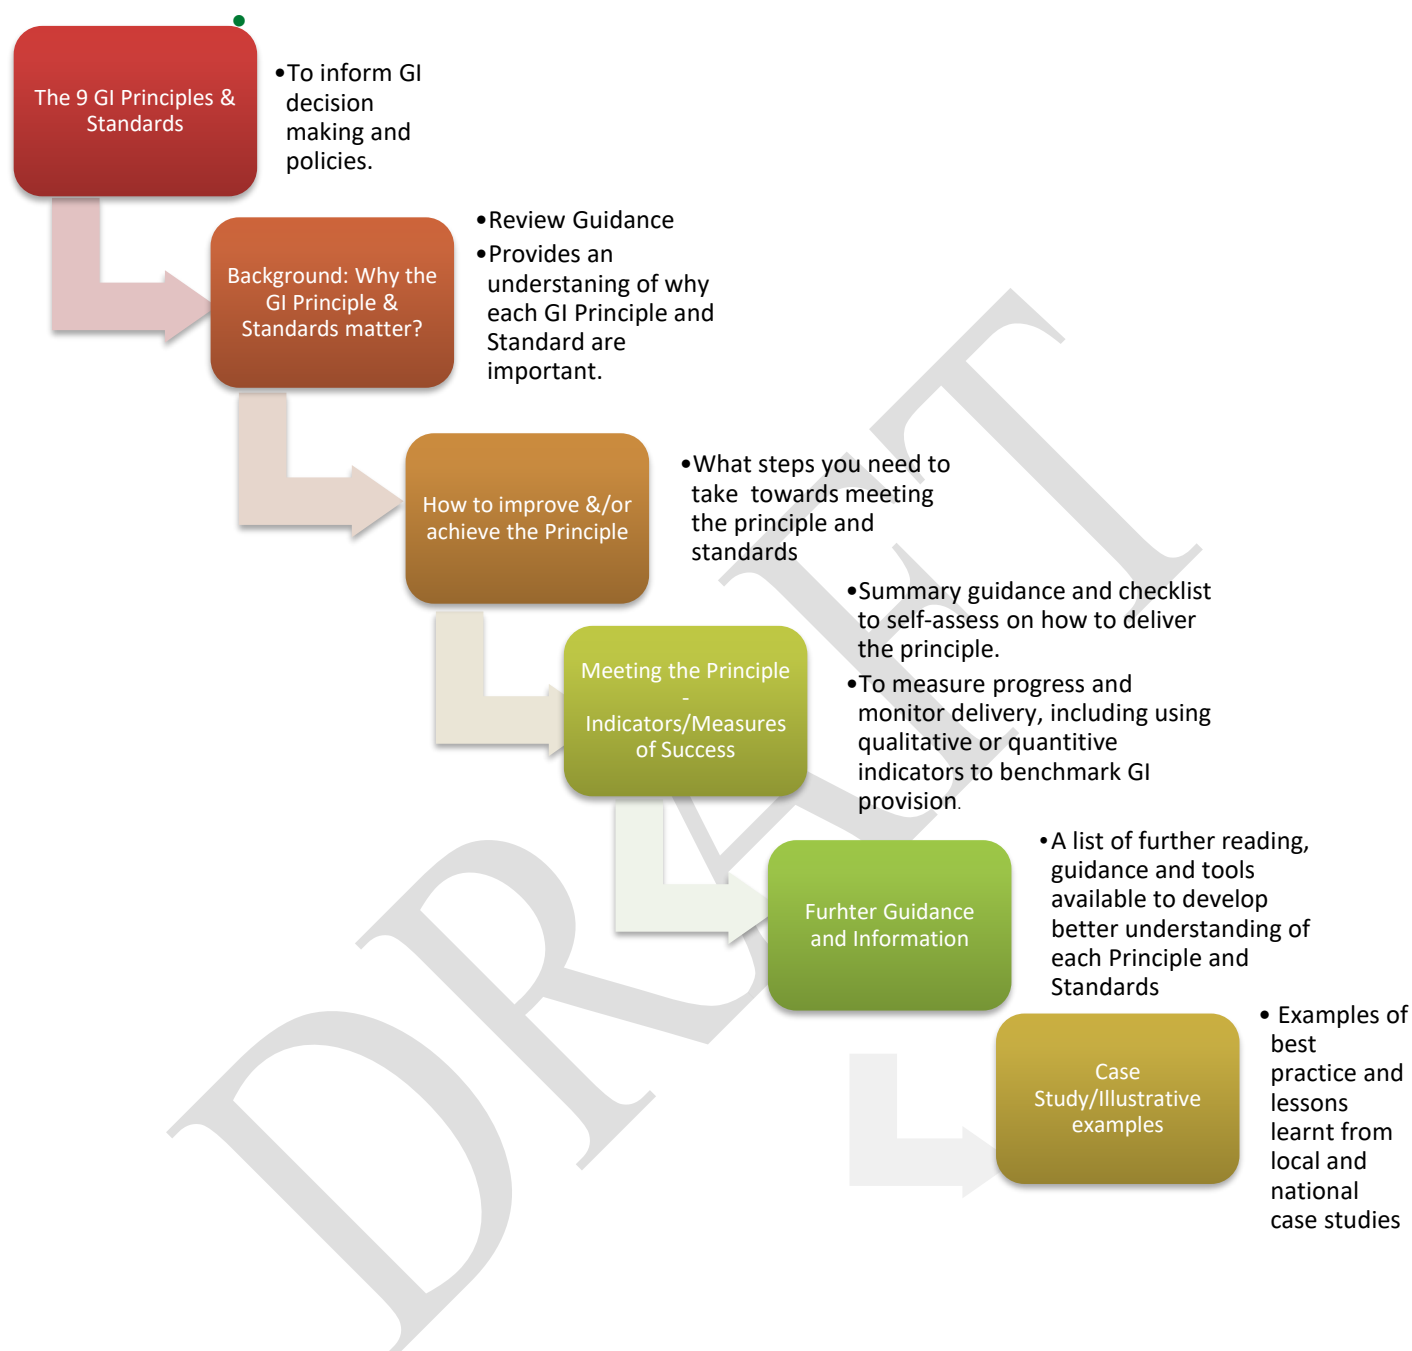 The 9 GI Principles &
Standards
•To inform GI
decision
making and
policies.
Background: Why the
GI Principle &
Standards matter?
•Review Guidance
•Provides an
understaning of why
each GI Principle and
Standard are
important.
How to improve &/or
achieve the Principle
•What steps you need to
take  towards meeting
the principle and
standards
Meeting the Principle
-
Indicators/Measures
of Success
•Summary guidance and checklist
to self-assess on how to deliver
the principle.
•To measure progress and
monitor delivery, including using
qualitative or quantitive
indicators to benchmark GI
provision.
Furhter Guidance
and Information
•A list of further reading,
guidance and tools
available to develop
better understanding of
each Principle and
Standards
Case
Study/Illustrative
examples
• Examples of
best
practice and
lessons
learnt from
local and
national
case studies
DRAFT